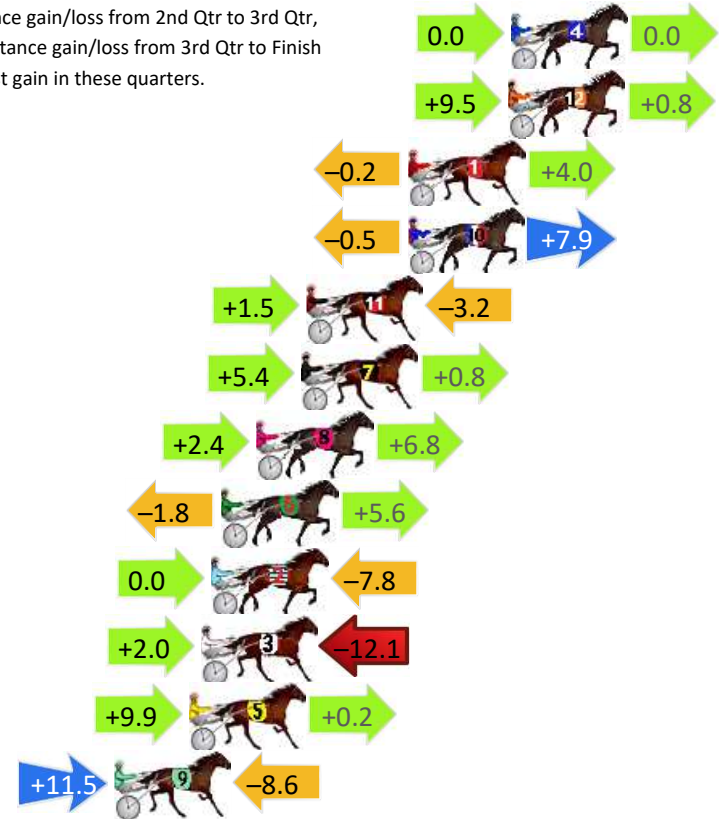 ce gain/loss from 2nd Qtr to 3rd Qtr,
tance gain/loss from 3rd Qtr to Finish
t gain in these quarters.
0.0 4 0.0
+9.5 12 +0.8
–0.2 1 +4.0
–0.5 10 +7.9
+1.5 11 –3.2
+5.4 7 +0.8
+2.4 8 +6.8
–1.8 6 +5.6
0.0 2 –7.8
+2.0 3 –12.1
+9.9 5 +0.2
+11.5 9 –8.6